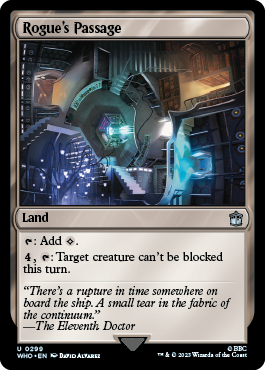 Rogue's Passage
Land
: Add .
4, : Target creature can't be blocked
this turn.
"There's a rupture in time somewhere on
board the ship. A small tear in the fabric of
the continuum."
—The Eleventh Doctor
U 0299
WHO • EN DAVID ALVAREZ
© BBC
™ & © 2023 Wizards of the Coast